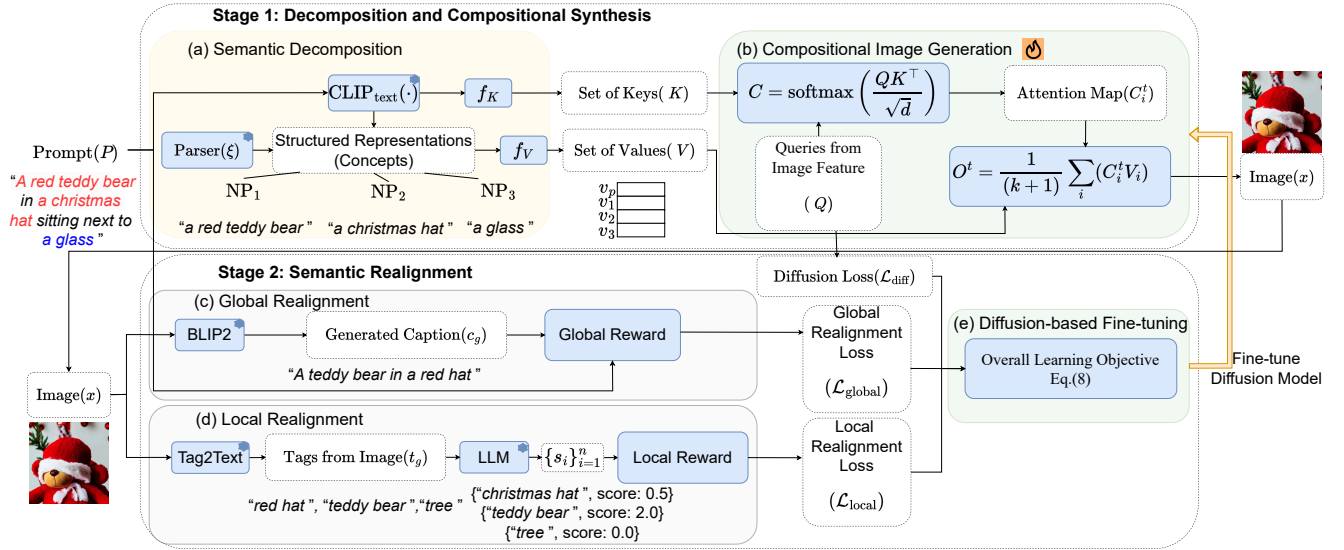 Stage 1: Decomposition and Compositional Synthesis
(a) Semantic Decomposition
(b) Compositional Image Generation
CLIP_text(·)
f_K
Set of Keys( K)
C = softmax ( QK^⊤ / √d )
Attention Map(C_i^t)
Prompt(P)
Parser(ξ)
Structured Representations
(Concepts)
f_V
Set of Values( V)
Queries from
Image Feature
( Q)
O^t = 1 / (k+1) ∑_i (C_i^t V_i)
Image(x)
"A red teddy bear
in a christmas
hat sitting next to
a glass"
NP_1
NP_2
NP_3
"a red teddy bear"
"a christmas hat"
"a glass"
v_p
v_1
v_2
v_3
Stage 2: Semantic Realignment
Diffusion Loss(L_diff)
(c) Global Realignment
BLIP2
Generated Caption(c_g)
Global Reward
"A teddy bear in a red hat"
Global
Realignment
Loss
(L_global)
(e) Diffusion-based Fine-tuning
Overall Learning Objective
Eq.(8)
Fine-tune
Diffusion Model
Image(x)
(d) Local Realignment
Tag2Text
Tags from Image(t_g)
LLM
{s_i}_{i=1}^n
Local Reward
Local
Realignment
Loss
(L_local)
"red hat", "teddy bear","tree"
{"christmas hat", score: 0.5}
{"teddy bear", score: 2.0}
{"tree", score: 0.0}